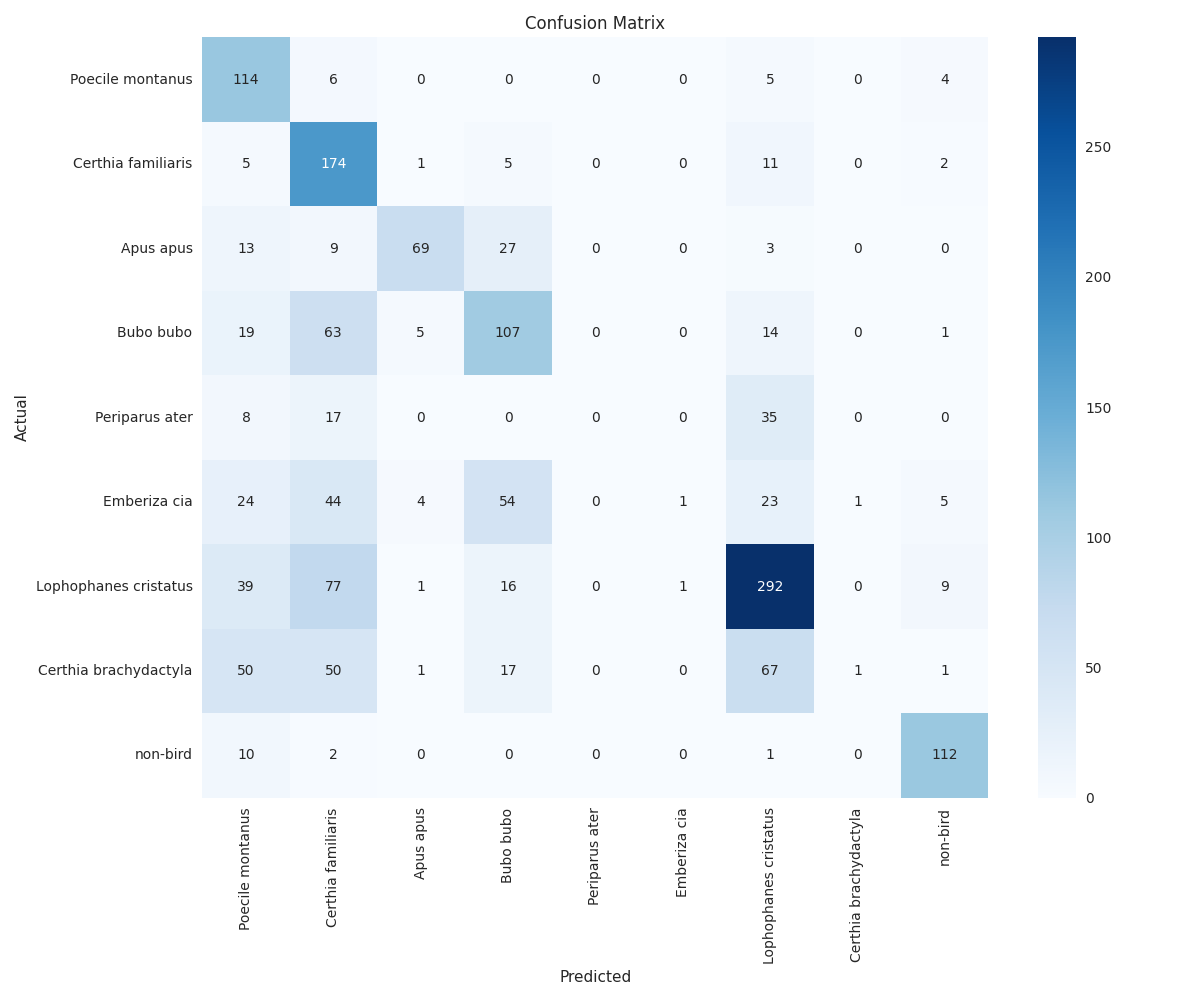 Confusion Matrix
Poecile montanus 114 6 0 0 0 0 5 0 4
Certhia familiaris 5 174 1 5 0 0 11 0 2
Apus apus 13 9 69 27 0 0 3 0 0
Bubo bubo 19 63 5 107 0 0 14 0 1
Periparus ater 8 17 0 0 0 0 35 0 0
Emberiza cia 24 44 4 54 0 1 23 1 5
Lophophanes cristatus 39 77 1 16 0 1 292 0 9
Certhia brachydactyla 50 50 1 17 0 0 67 1 1
non-bird 10 2 0 0 0 0 1 0 112
Actual
Poecile montanus
Certhia familiaris
Apus apus
Bubo bubo
Periparus ater
Emberiza cia
Lophophanes cristatus
Certhia brachydactyla
non-bird
Predicted
250
200
150
100
50
0